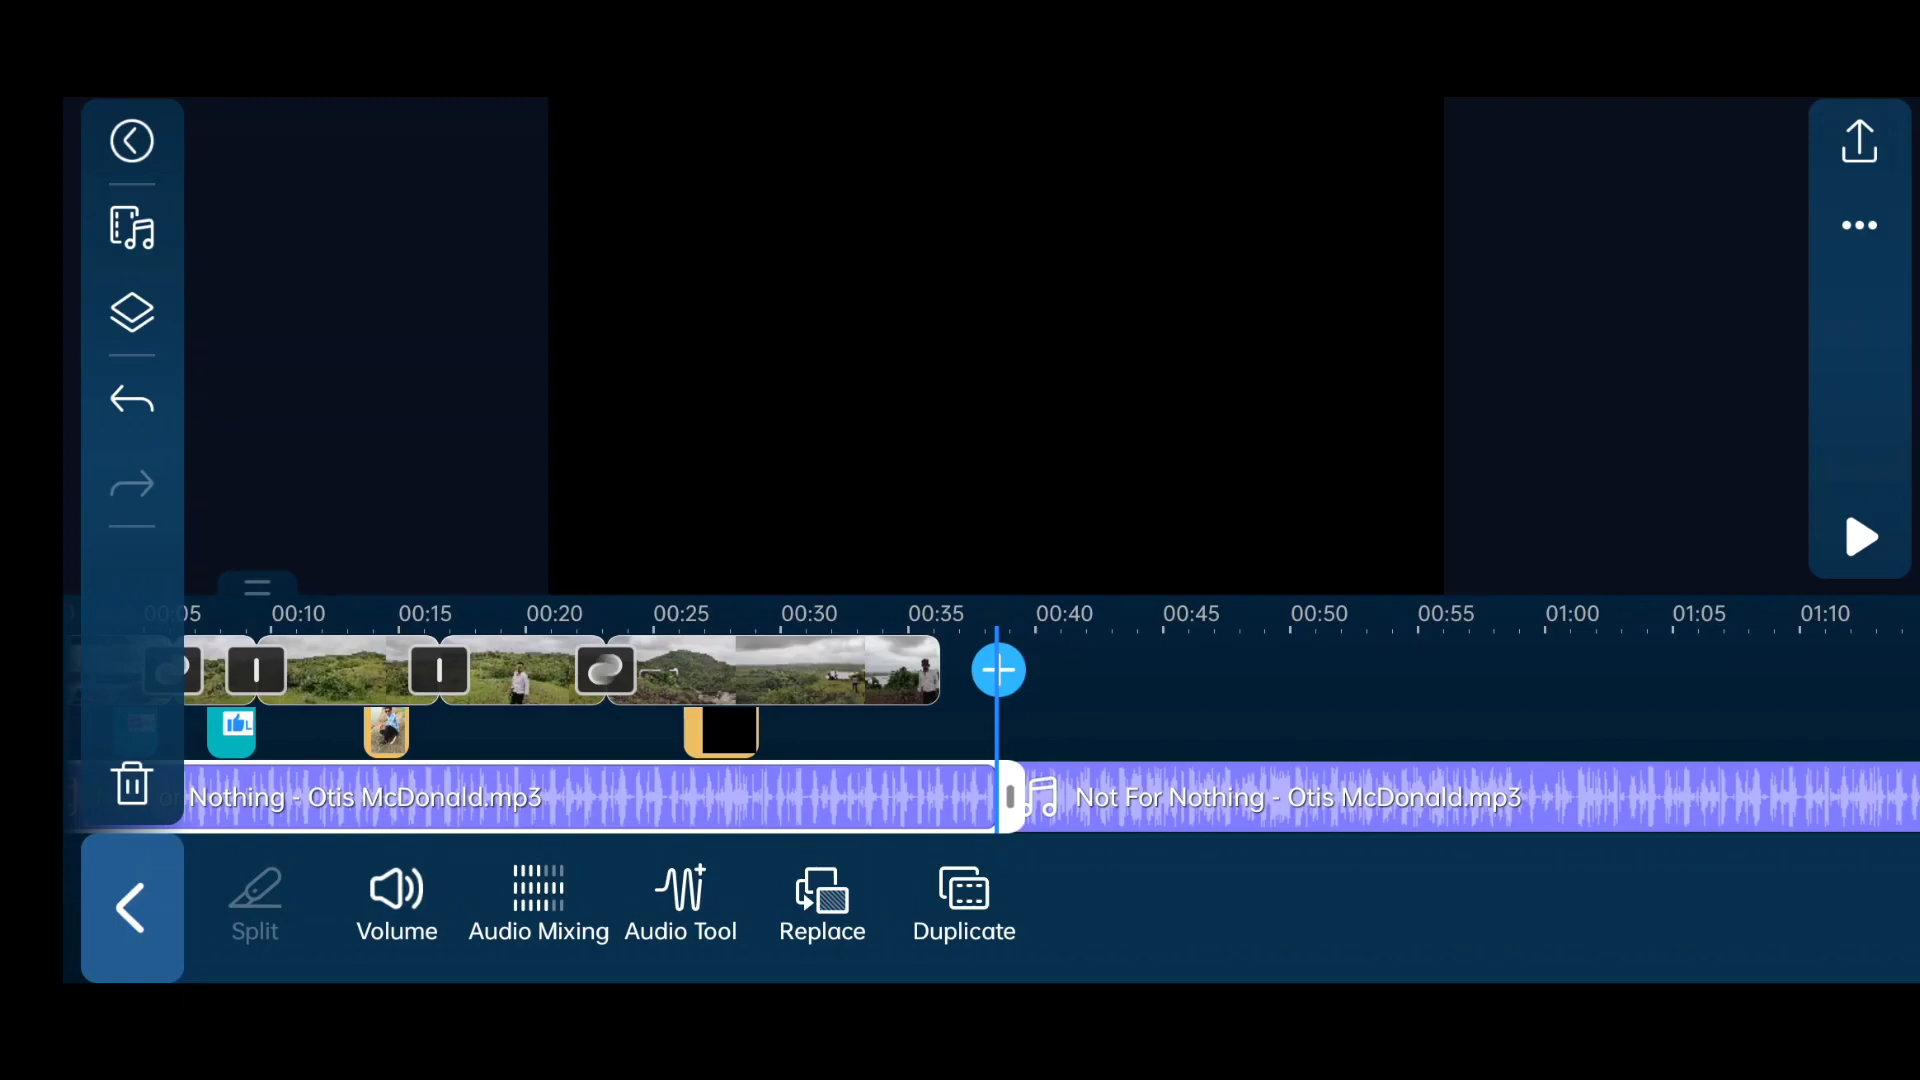 00:05 00:10 00:15 00:20 00:25 00:30 00:35 00:40 00:45 00:50 00:55 01:00 01:05 01:10
L
or Nothing - Otis McDonald.mp3 Not For Nothing - Otis McDonald.mp3
Split Volume Audio Mixing Audio Tool Replace Duplicate